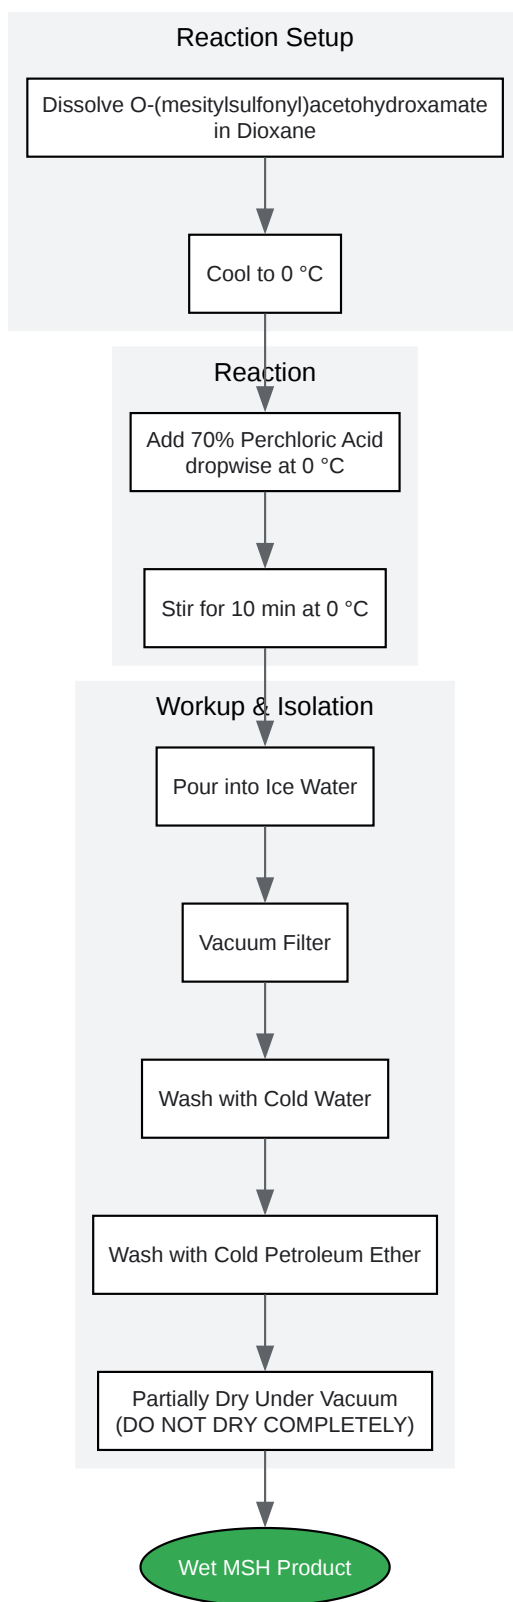 Reaction Setup
Dissolve O-(mesitylsulfonyl)acetohydroxamate
in Dioxane
Cool to 0 °C
Reaction
Add 70% Perchloric Acid
dropwise at 0 °C
Stir for 10 min at 0 °C
Workup & Isolation
Pour into Ice Water
Vacuum Filter
Wash with Cold Water
Wash with Cold Petroleum Ether
Partially Dry Under Vacuum
(DO NOT DRY COMPLETELY)
Wet MSH Product